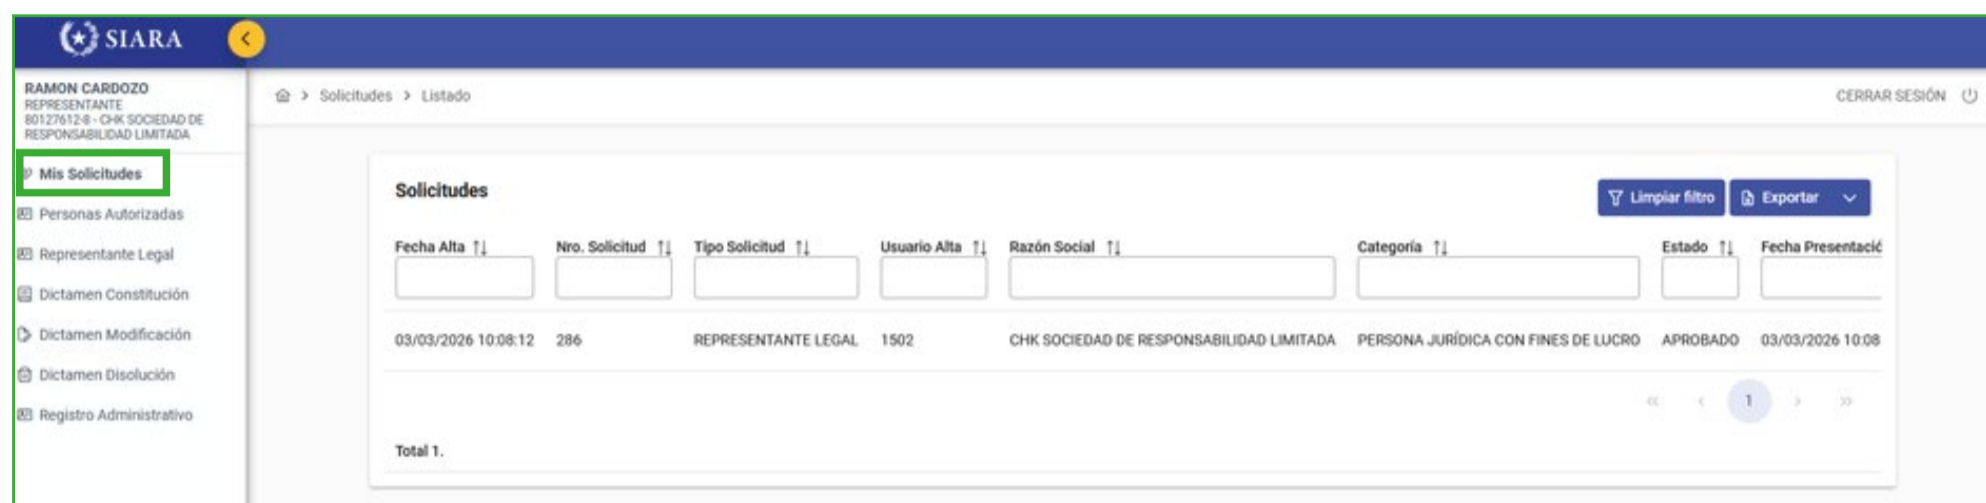 SIARA
RAMON CARDOZO
REPRESENTANTE
80127612-8 - CHK SOCIEDAD DE
RESPONSABILIDAD LIMITADA
Solicitudes > Listado
CERRAR SESIÓN
Mis Solicitudes
Personas Autorizadas
Representante Legal
Dictamen Constitución
Dictamen Modificación
Dictamen Disolución
Registro Administrativo
Solicitudes
Limpiar filtro
Exportar
Fecha Alta Nro. Solicitud Tipo Solicitud Usuario Alta Razón Social Categoría Estado Fecha Presentació
03/03/2026 10:08:12 286 REPRESENTANTE LEGAL 1502 CHK SOCIEDAD DE RESPONSABILIDAD LIMITADA PERSONA JURÍDICA CON FINES DE LUCRO APROBADO 03/03/2026 10:08
« ‹ 1 › »
Total 1.